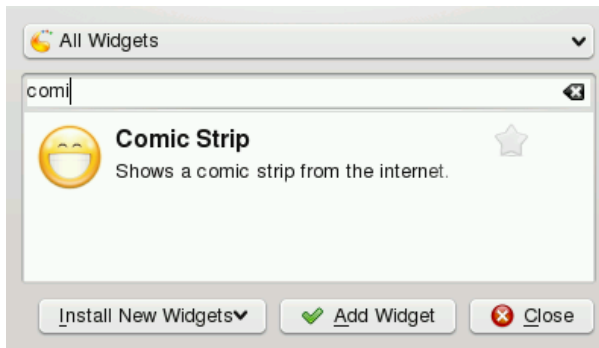 All Widgets
comi
Comic Strip
Shows a comic strip from the internet.
Install New Widgets Add Widget Close